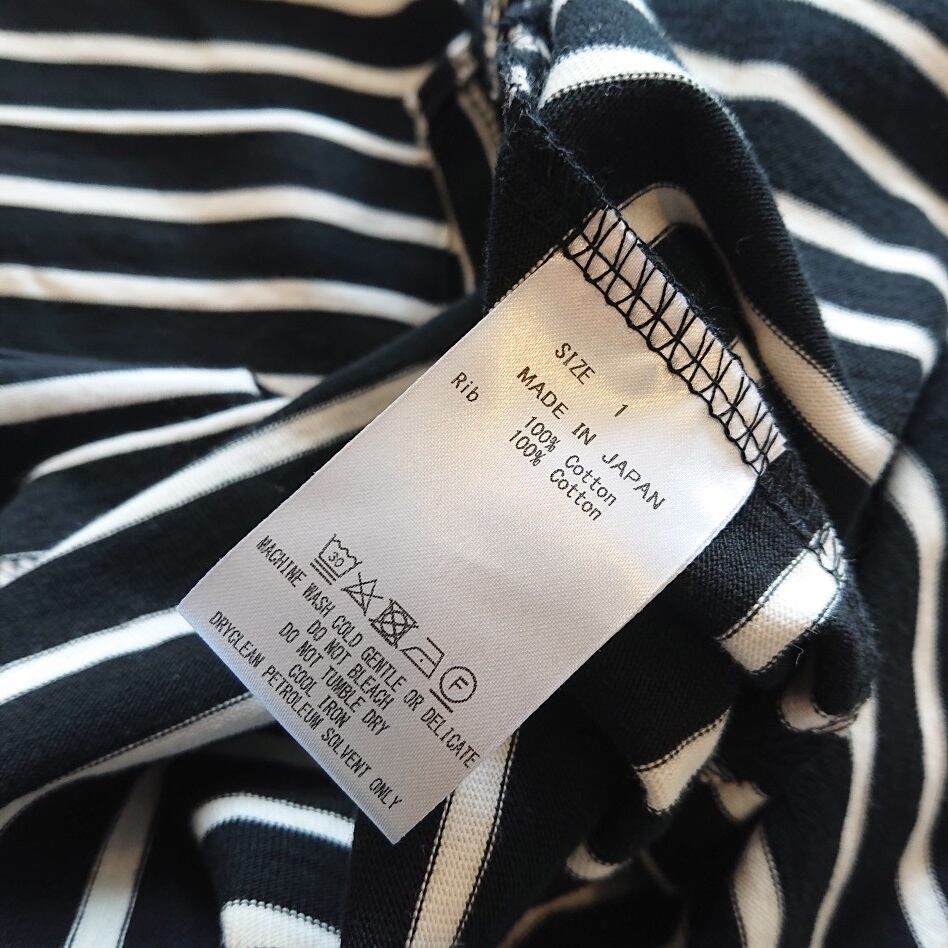 SIZE 1
MADE IN JAPAN
100% Cotton
Rib 100% Cotton
30
F
MACHINE WASH COLD GENTLE OR DELICATE
DO NOT BLEACH
DO NOT TUMBLE DRY
COOL IRON
DRYCLEAN PETROLEUM SOLVENT ONLY